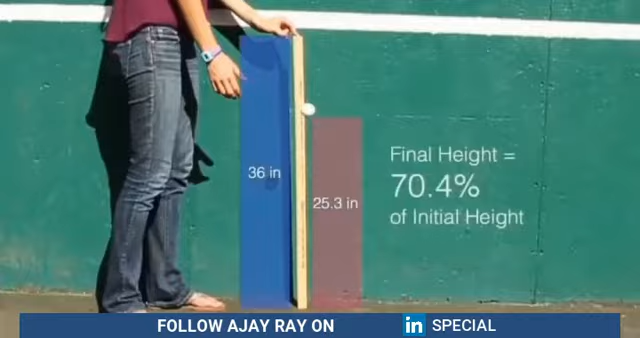 36 in
25.3 in
Final Height =
70.4%
of Initial Height
FOLLOW AJAY RAY ON in SPECIAL